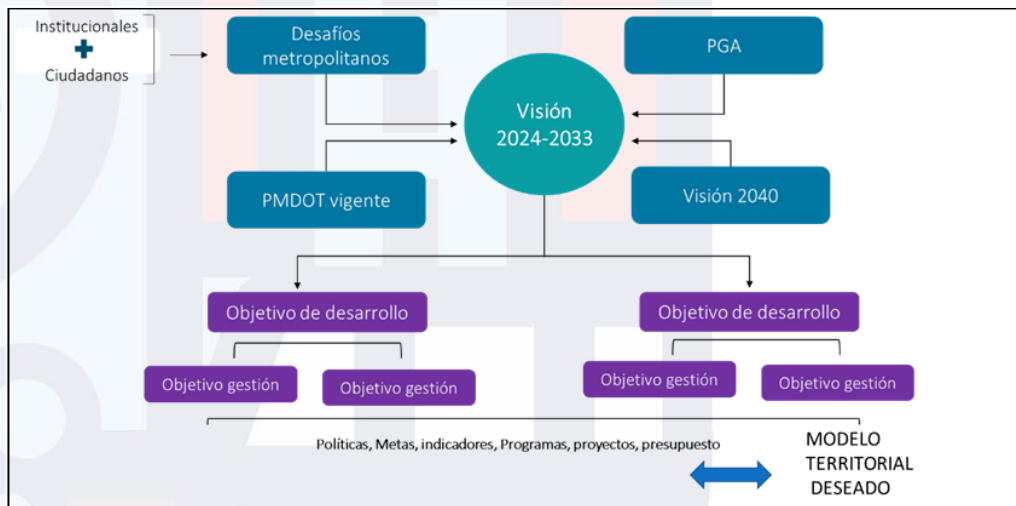 Institucionales
+
Ciudadanos
Desafíos
metropolitanos
PGA
Visión
2024-2033
PMDOT vigente
Visión 2040
Objetivo de desarrollo
Objetivo de desarrollo
Objetivo gestión
Objetivo gestión
Objetivo gestión
Objetivo gestión
Políticas, Metas, indicadores, Programas, proyectos, presupuesto
MODELO
TERRITORIAL
DESEADO